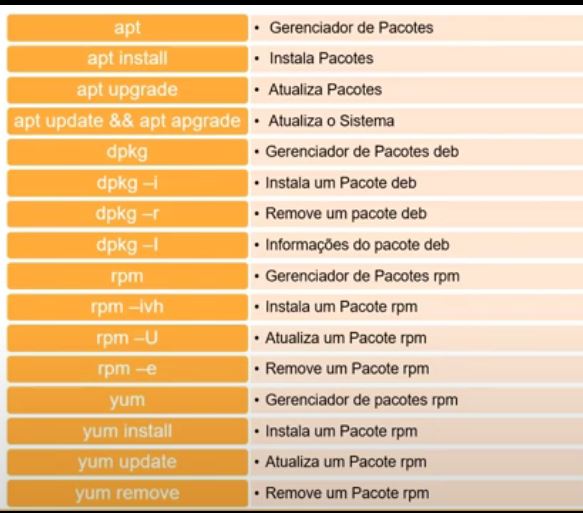 apt • Gerenciador de Pacotes
apt install • Instala Pacotes
apt upgrade • Atualiza Pacotes
apt update && apt apgrade • Atualiza o Sistema
dpkg • Gerenciador de Pacotes deb
dpkg –i • Instala um Pacote deb
dpkg –r • Remove um pacote deb
dpkg –I • Informações do pacote deb
rpm • Gerenciador de Pacotes rpm
rpm –ivh • Instala um Pacote rpm
rpm –U • Atualiza um Pacote rpm
rpm –e • Remove um Pacote rpm
yum • Gerenciador de pacotes rpm
yum install • Instala um Pacote rpm
yum update • Atualiza um Pacote rpm
yum remove • Remove um Pacote rpm